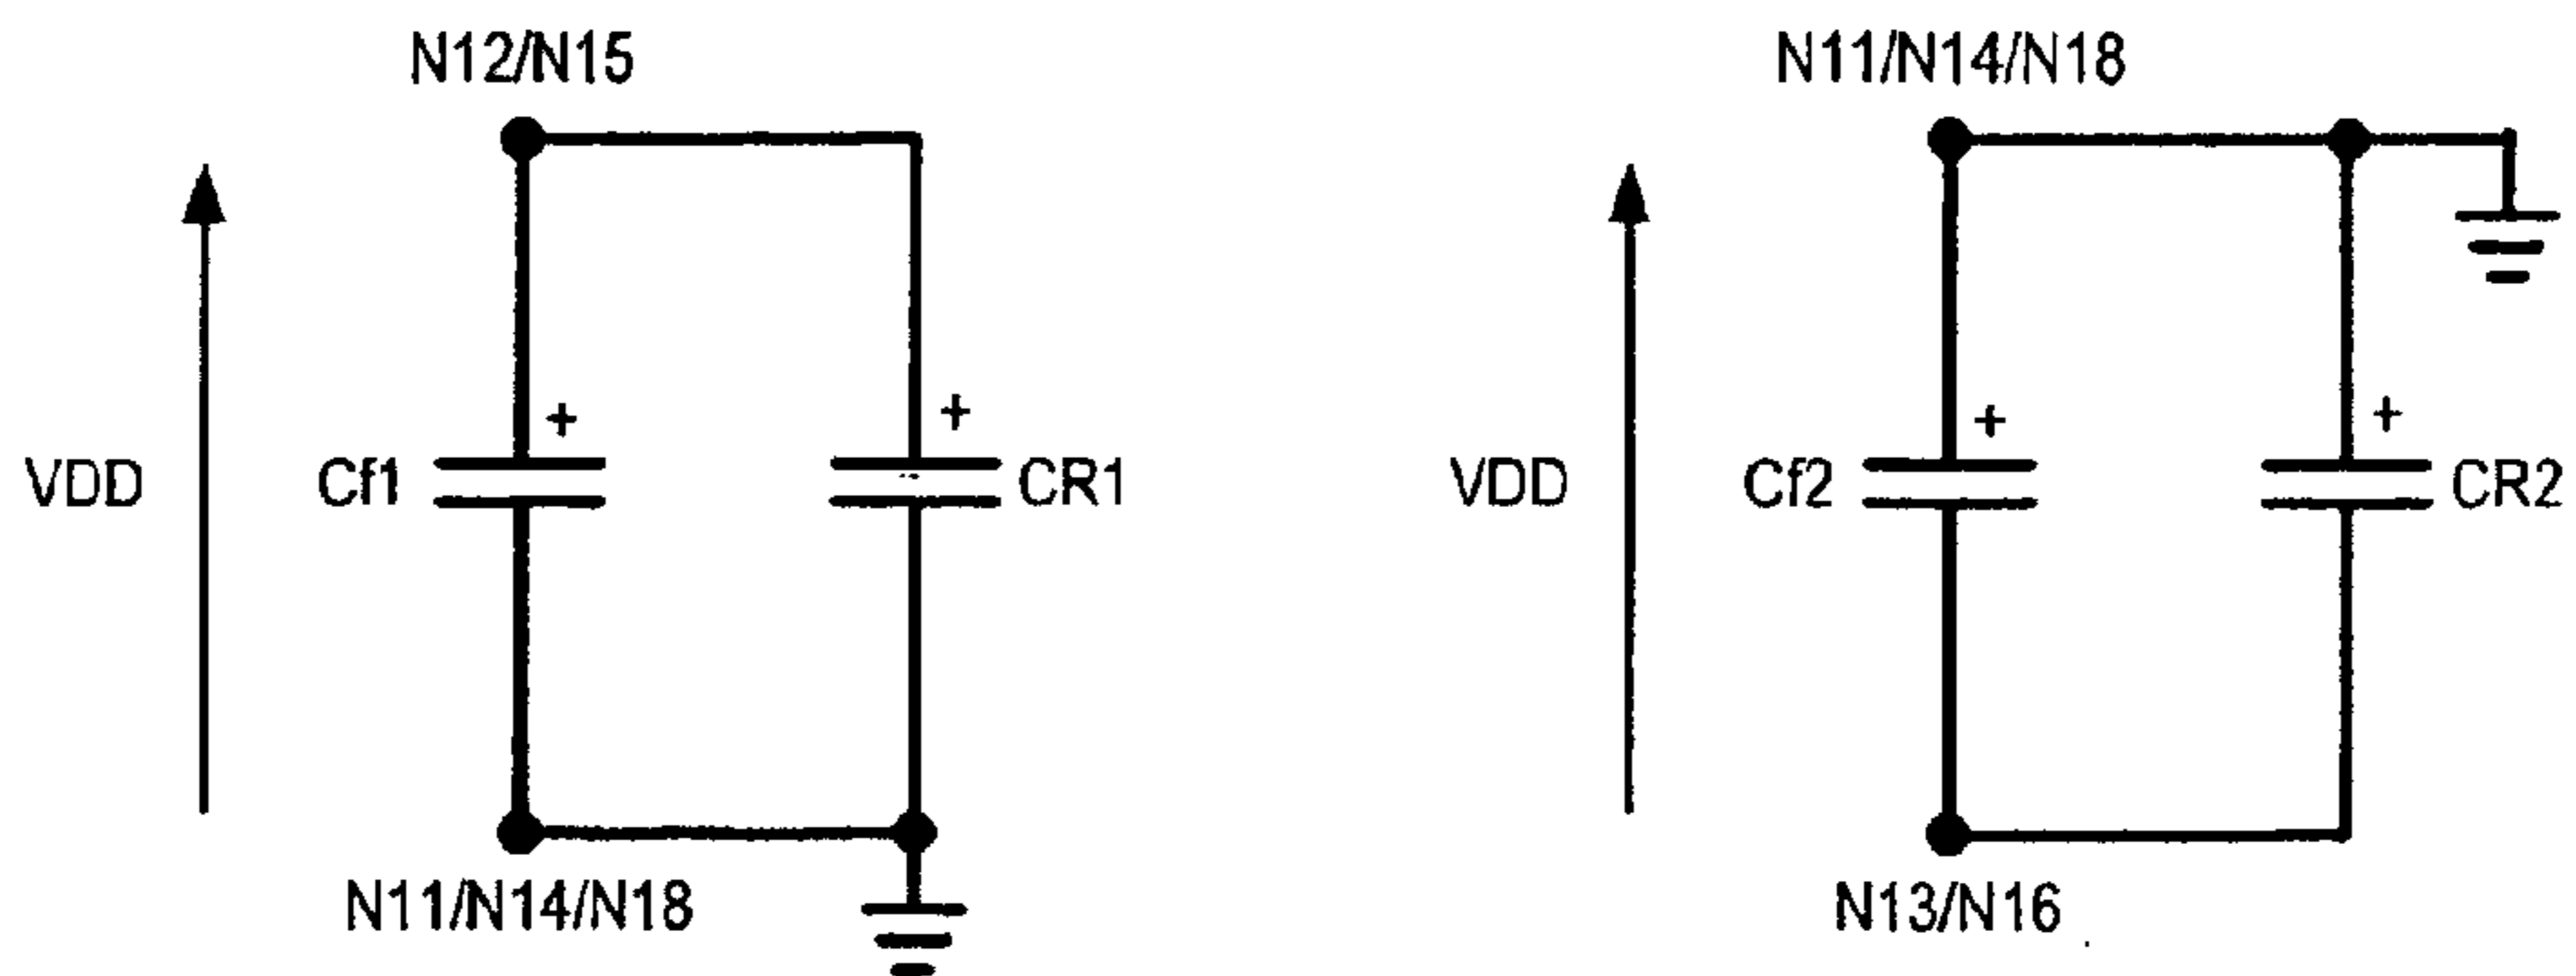 N12/N15
N11/N14/N18
+
+
+
+
VDD
Cf1
CR1
VDD
Cf2
CR2
N11/N14/N18
N13/N16